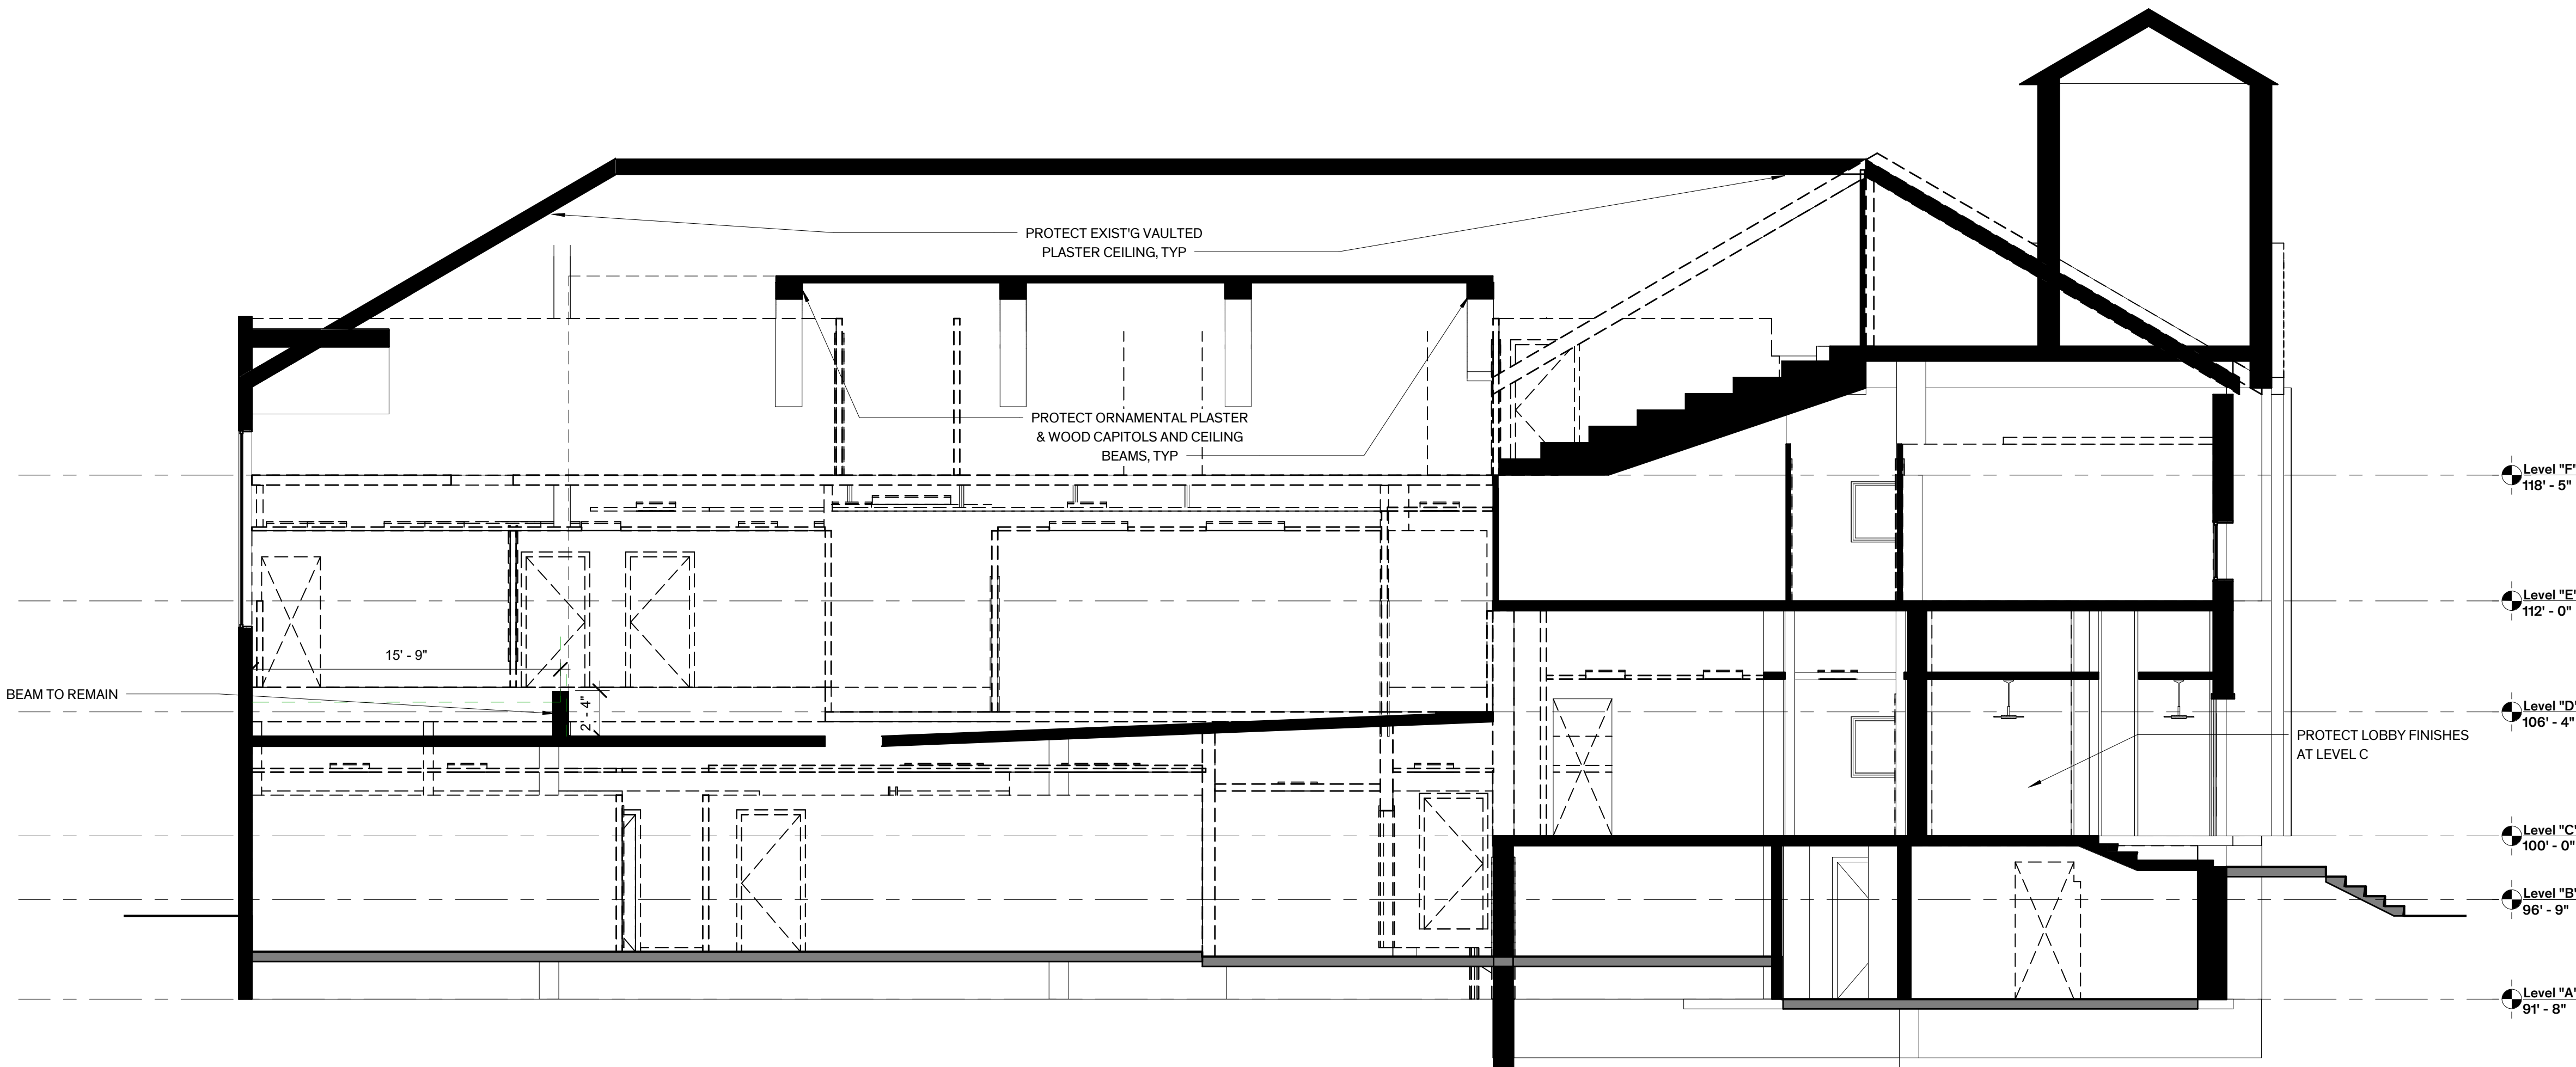 PROTECT EXIST'G VAULTED
PLASTER CEILING, TYP
PROTECT ORNAMENTAL PLASTER
& WOOD CAPITOLS AND CEILING
BEAMS, TYP
Level "F"
118' - 5"
Level "E"
112' - 0"
15' - 9"
BEAM TO REMAIN
2' - 4"
Level "D"
106' - 4"
PROTECT LOBBY FINISHES
AT LEVEL C
Level "C"
100' - 0"
Level "B"
96' - 9"
Level "A"
91' - 8"